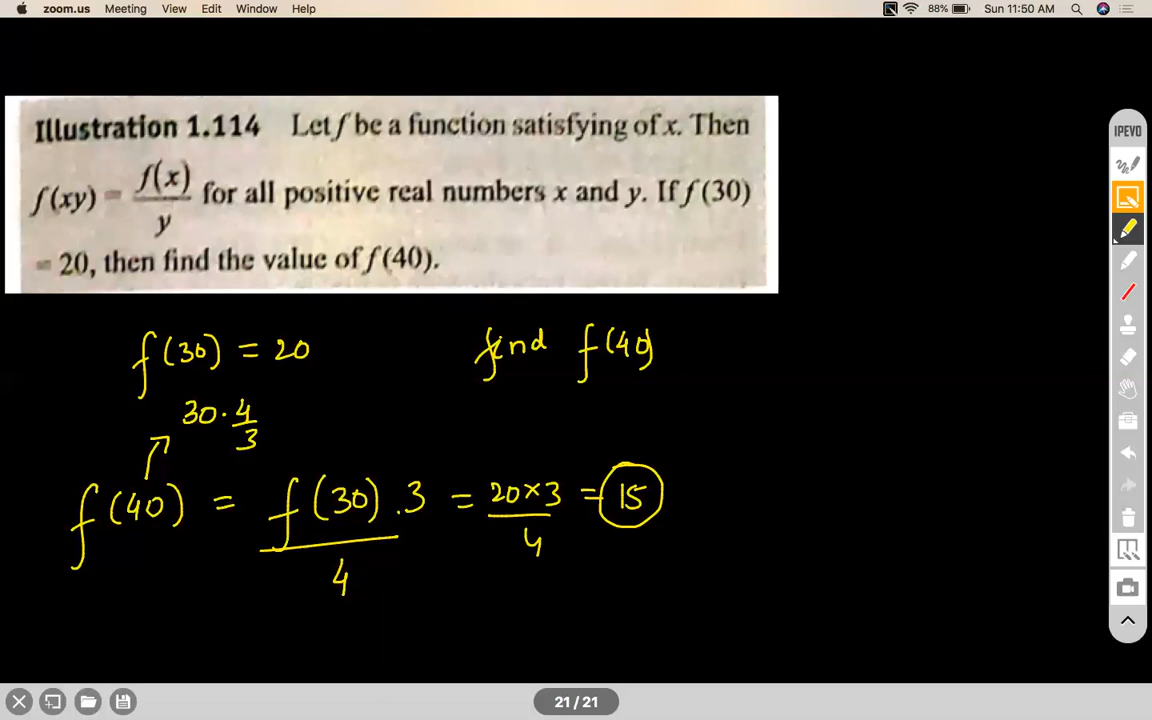 zoom.us Meeting View Edit Window Help 88% Sun 11:50 AM
Illustration 1.114 Let f be a function satisfying of x. Then
f(xy) = f(x)/y for all positive real numbers x and y. If f(30)
= 20, then find the value of f(40).
f(30) = 20 find f(40)
30·4/3
f(40) = f(30).3/4 = 20×3/4 = 15
IPEVO
21 / 21